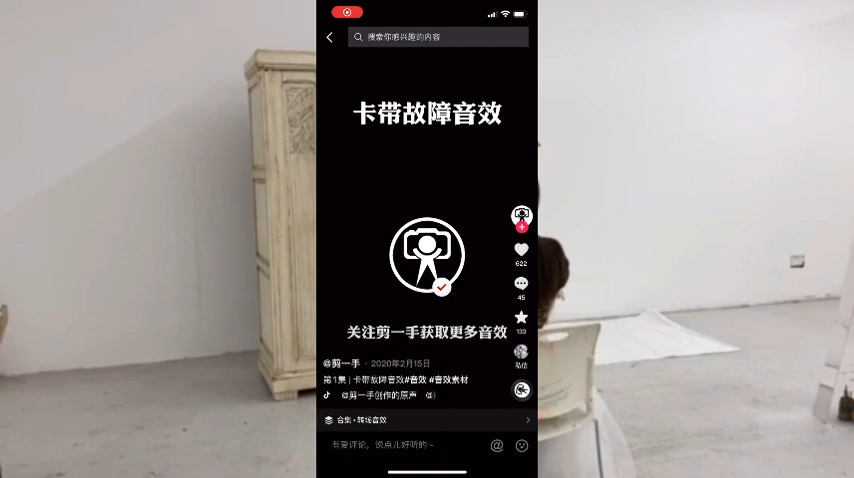 搜索你感兴趣的内容
卡带故障音效
622
45
133
私信
关注剪一手获取更多音效
@剪一手 · 2020年2月15日
第1集 | 卡带故障音效#音效 #音效素材
@剪一手创作的原声 @
合集 · 转场音效
有爱评论，说点儿好听的~